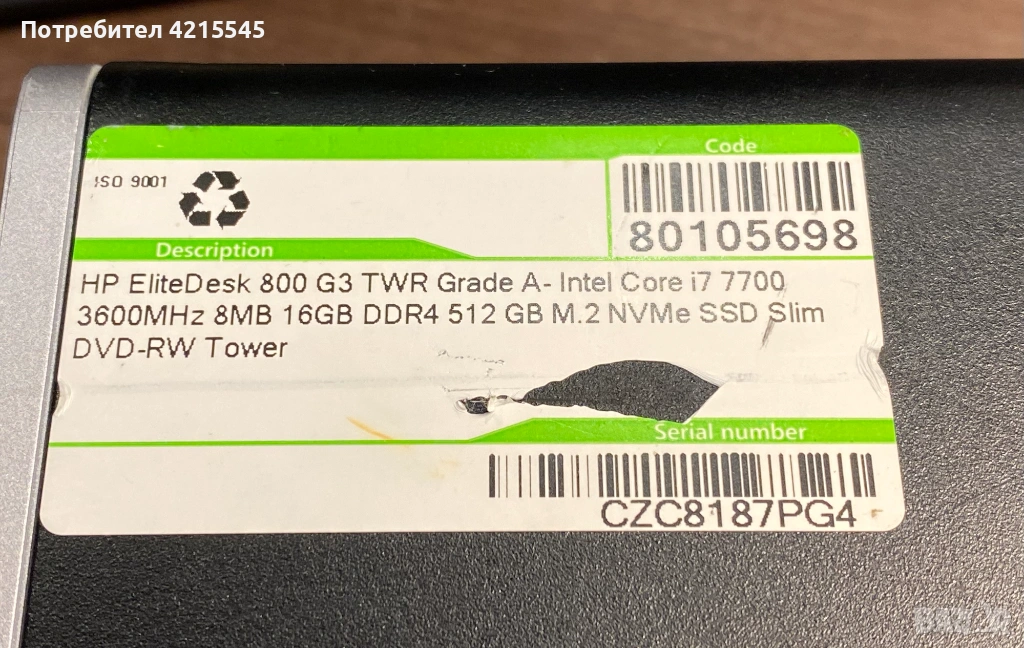 Потребител 4215545
Code
ISO 9001
80105698
Description
HP EliteDesk 800 G3 TWR Grade A- Intel Core i7 7700
3600MHz 8MB 16GB DDR4 512 GB M.2 NVMe SSD Slim
DVD-RW Tower
Serial number
CZC8187PG4